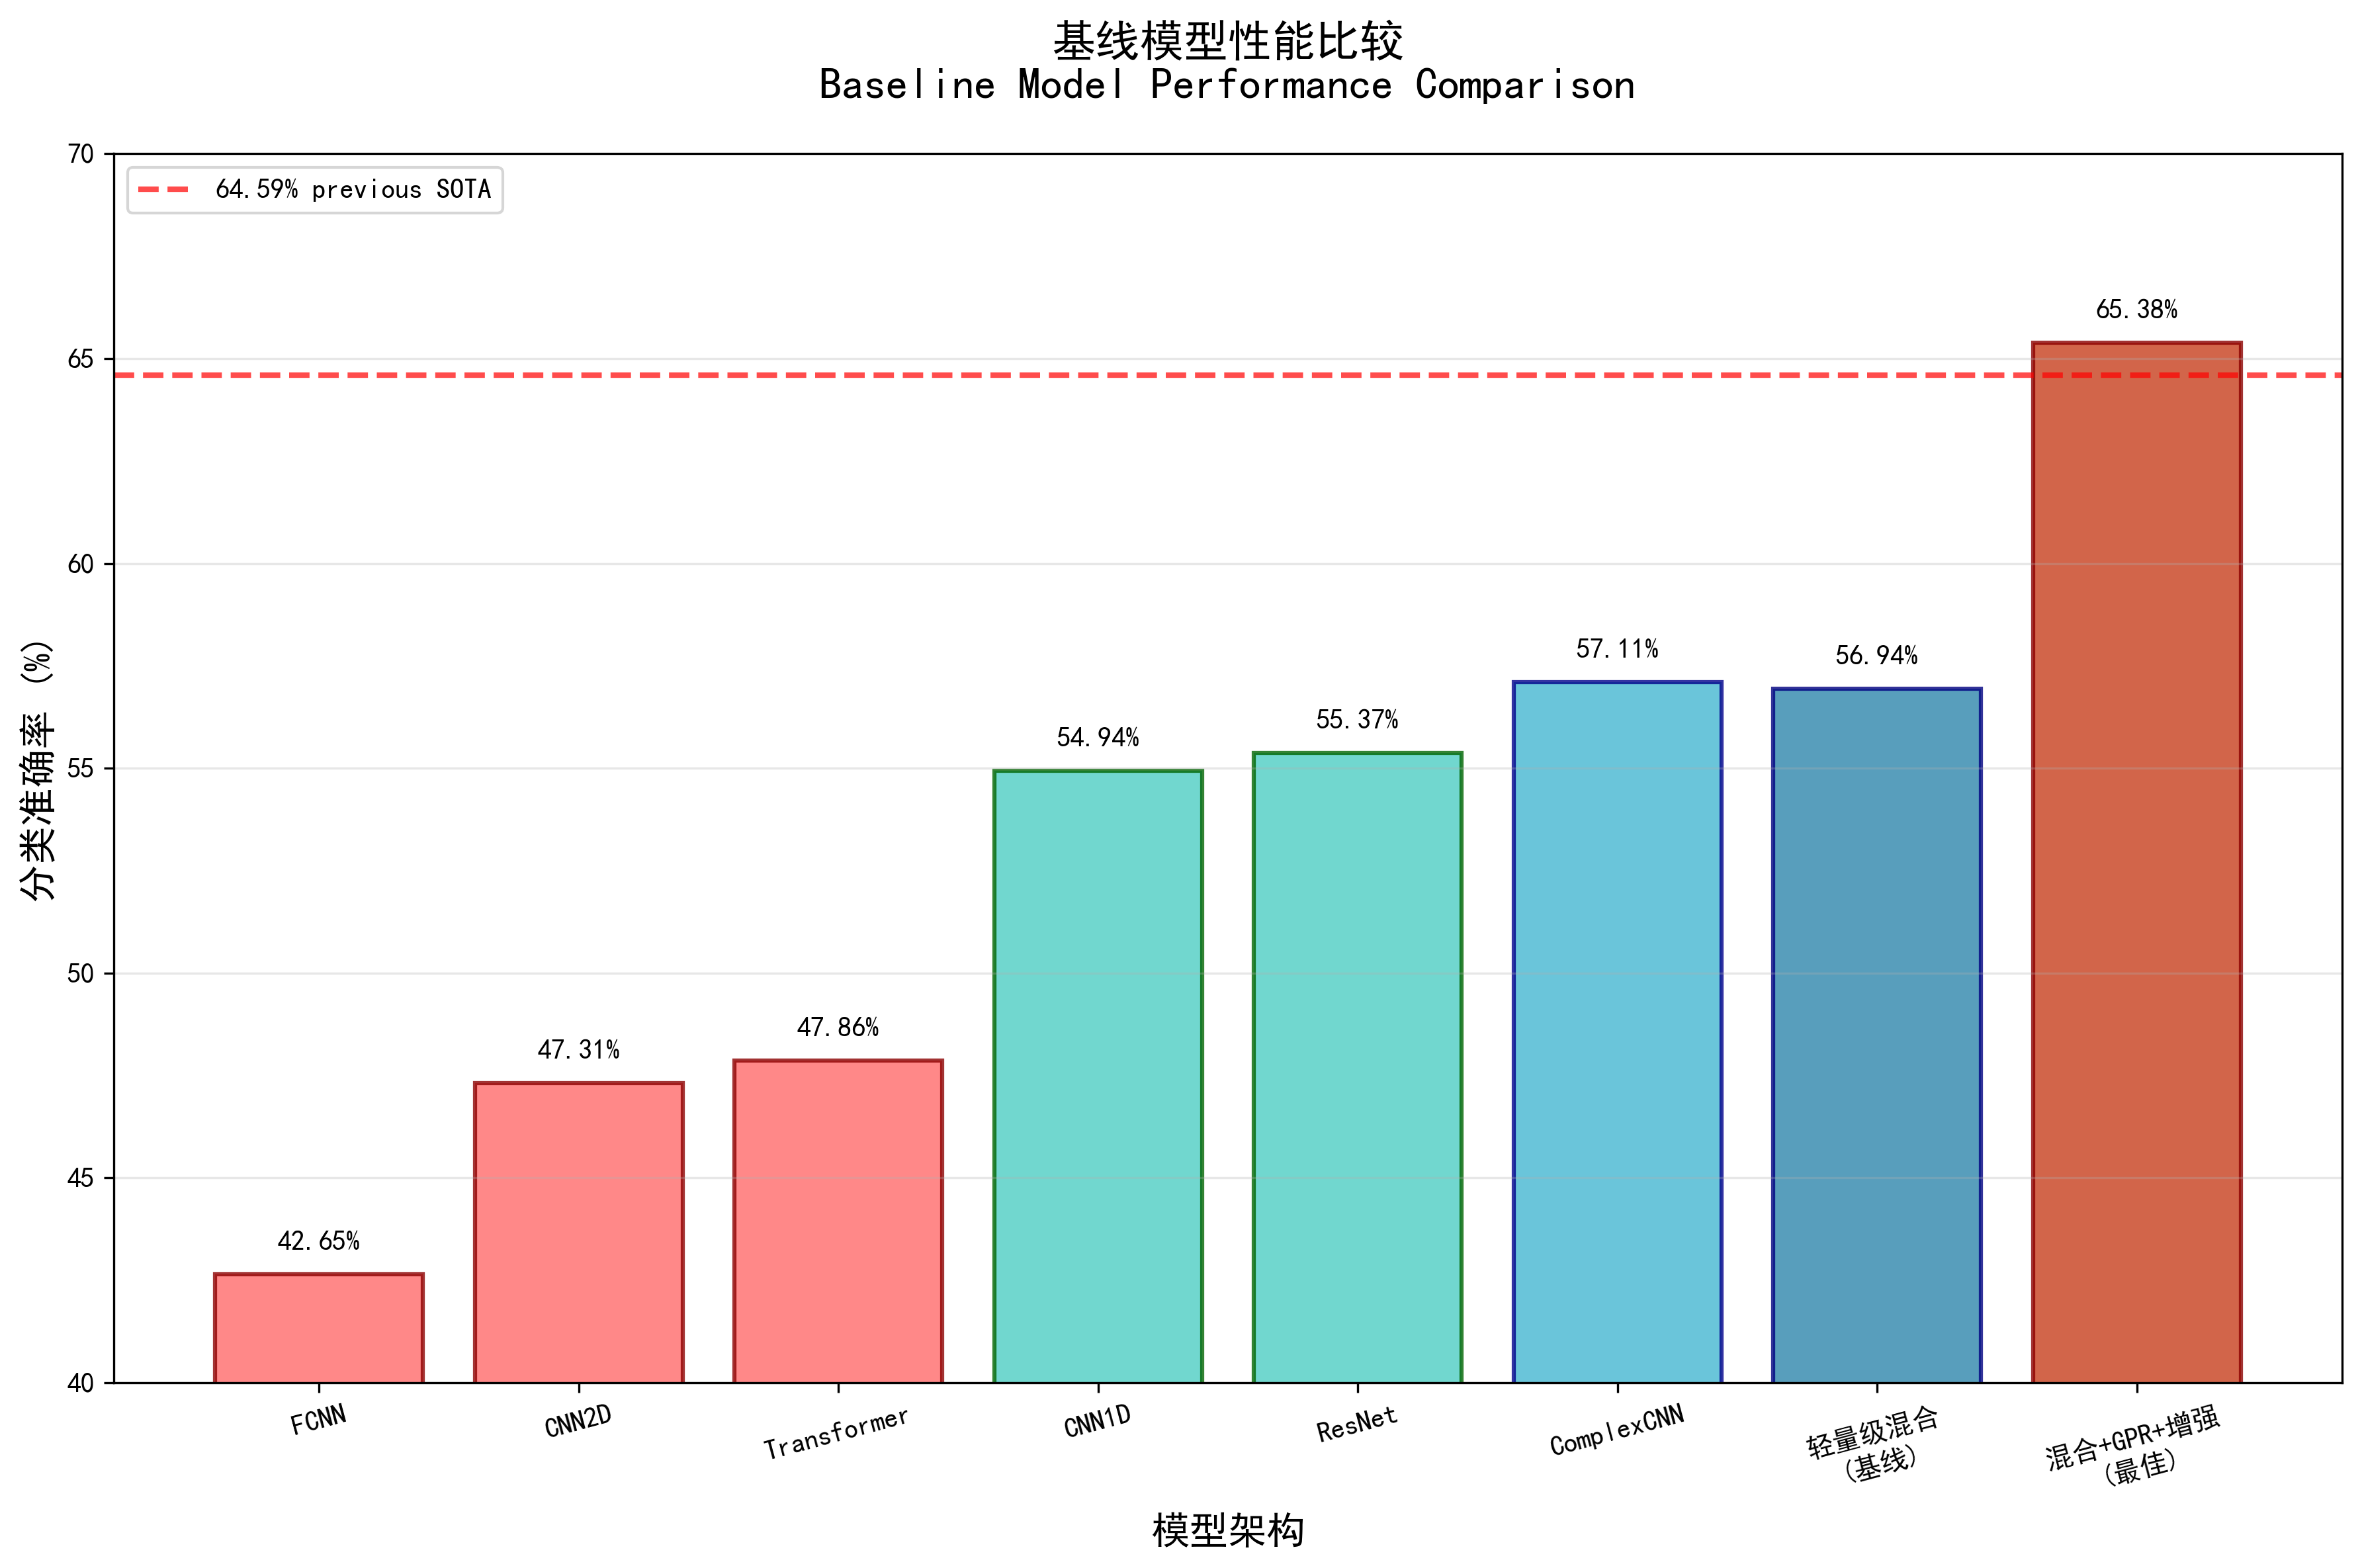 基线模型性能比较
Baseline Model Performance Comparison
64.59% previous SOTA
分类准确率 (%)
70
65
60
55
50
45
40
42.65%
47.31%
47.86%
54.94%
55.37%
57.11%
56.94%
65.38%
FCNN
CNN2D
Transformer
CNN1D
ResNet
ComplexCNN
轻量级混合
(基线)
混合+GPR+增强
(最佳)
模型架构